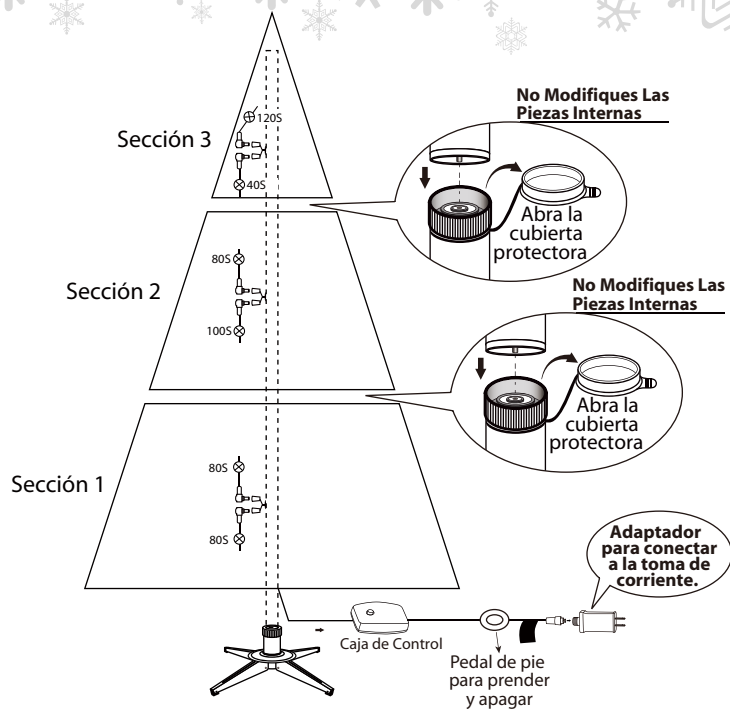 No Modifiques Las
Piezas Internas
120S
Sección 3
40S
Abra la
cubierta
protectora
80S
Sección 2
No Modifiques Las
Piezas Internas
100S
Abra la
cubierta
protectora
80S
Sección 1
80S
Adaptador
para conectar
a la toma de
corriente.
Caja de Control
Pedal de pie
para prender
y apagar